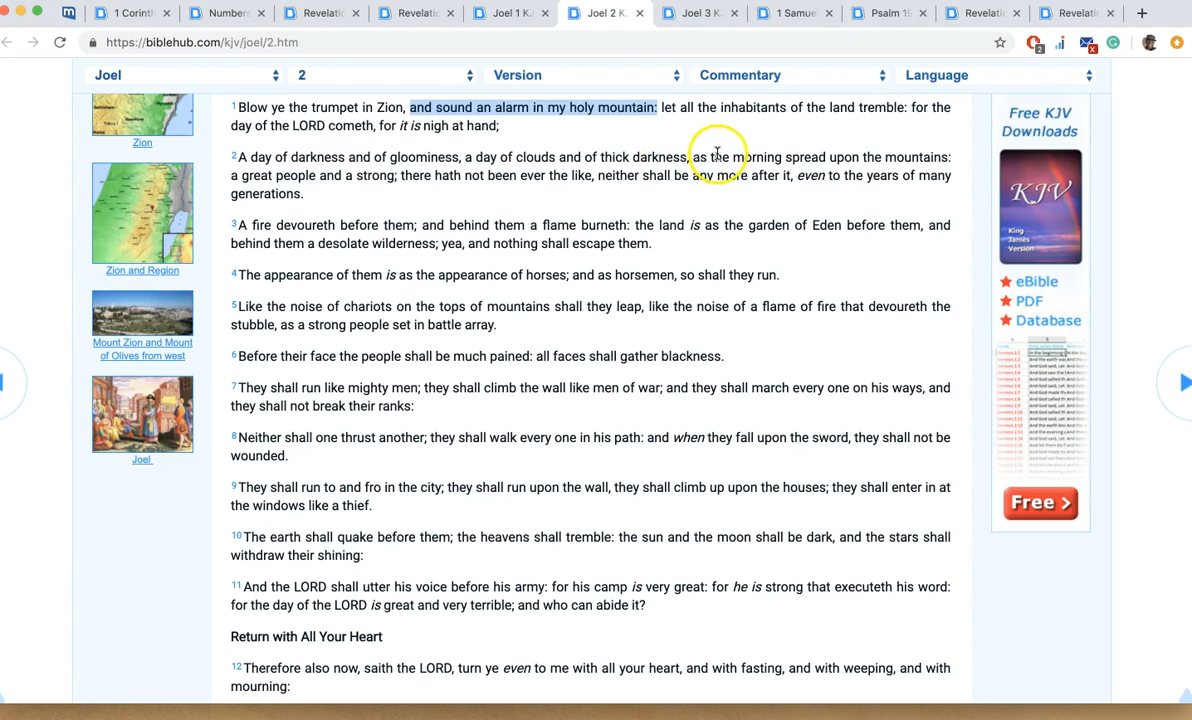 1 Corinth
Numbers
Revelatio
Revelati
Joel 1 KJ
Joel 2 K
Joel 3 K
1 Samue
Psalm 19
Revelati
Revelati
https://biblehub.com/kjv/joel/2.htm
2
x
Joel
2
Version
Commentary
Language
1Blow ye the trumpet in Zion, and sound an alarm in my holy mountain: let all the inhabitants of the land tremble: for the
day of the LORD cometh, for it is nigh at hand;
2A day of darkness and of gloominess, a day of clouds and of thick darkness, as the morning spread upon the mountains:
a great people and a strong; there hath not been ever the like, neither shall be any more after it, even to the years of many
generations.
3A fire devoureth before them; and behind them a flame burneth: the land is as the garden of Eden before them, and
behind them a desolate wilderness; yea, and nothing shall escape them.
4The appearance of them is as the appearance of horses; and as horsemen, so shall they run.
5Like the noise of chariots on the tops of mountains shall they leap, like the noise of a flame of fire that devoureth the
stubble, as a strong people set in battle array.
6Before their face the people shall be much pained: all faces shall gather blackness.
7They shall run like mighty men; they shall climb the wall like men of war; and they shall march every one on his ways, and
they shall not break their ranks:
8Neither shall one thrust another; they shall walk every one in his path: and when they fall upon the sword, they shall not be
wounded.
9They shall run to and fro in the city; they shall run upon the wall, they shall climb up upon the houses; they shall enter in at
the windows like a thief.
10The earth shall quake before them; the heavens shall tremble: the sun and the moon shall be dark, and the stars shall
withdraw their shining:
11And the LORD shall utter his voice before his army: for his camp is very great: for he is strong that executeth his word:
for the day of the LORD is great and very terrible; and who can abide it?
Return with All Your Heart
12Therefore also now, saith the LORD, turn ye even to me with all your heart, and with fasting, and with weeping, and with
mourning:
Zion
Zion and Region
Mount Zion and Mount
of Olives from west
Joel
Free KJV
Downloads
KJV
King
James
Version
eBible
PDF
Database
Free >